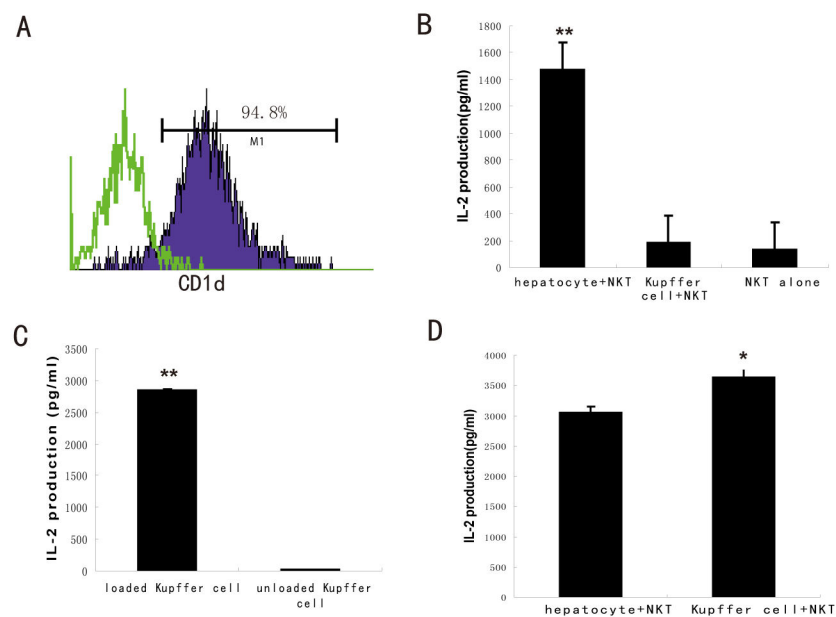 A
94.8%
M1
CD1d
B
**
IL-2 production(pg/ml)
1800
1600
1400
1200
1000
800
600
400
200
0
hepatocyte+NKT
Kupffer
cell+NKT
NKT alone
C
**
IL-2 production (pg/ml)
3500
3000
2500
2000
1500
1000
500
0
loaded Kupffer cell
unloaded Kupffer
cell
D
*
IL-2 production(pg/ml)
4000
3500
3000
2500
2000
1500
1000
500
0
hepatocyte+NKT
Kupffer cell+NKT